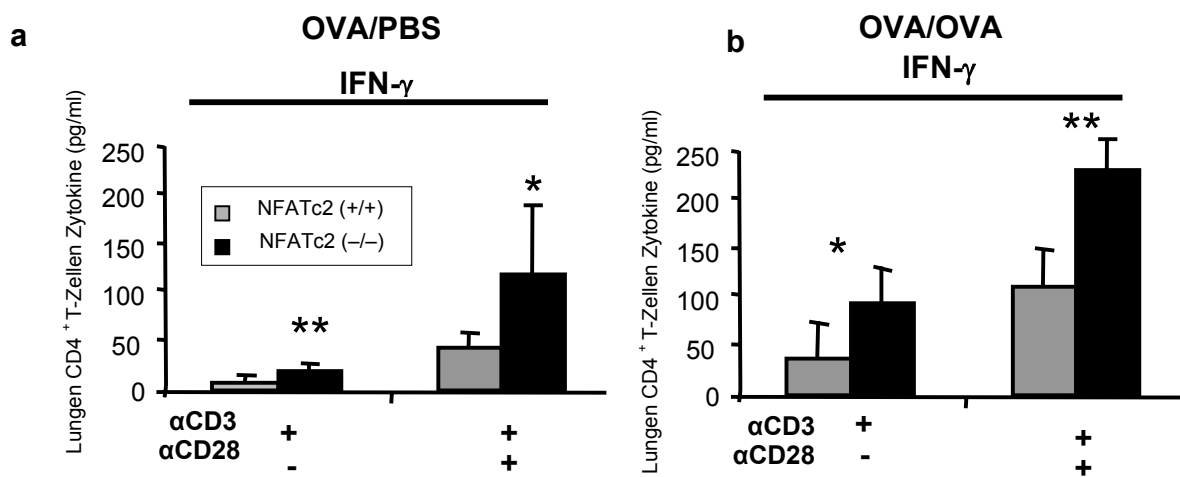 a
OVA/PBS
IFN-γ
Lungen CD4 + T-Zellen Zytokine (pg/ml)
250
200
150
100
50
0
NFATc2 (+/+)
NFATc2 (–/–)
**
*
αCD3 + +
αCD28 - +
b
OVA/OVA
IFN-γ
Lungen CD4 + T-Zellen Zytokine (pg/ml)
250
200
150
100
50
0
*
**
αCD3 + +
αCD28 - +